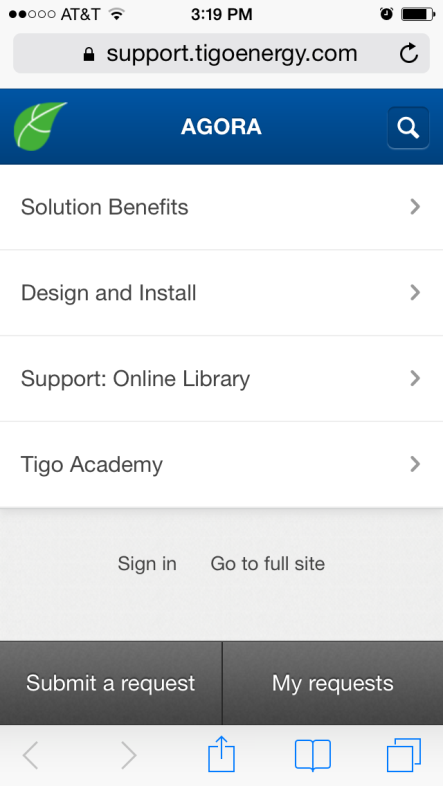 AT&T 3:19 PM
support.tigoenergy.com
AGORA
Solution Benefits
Design and Install
Support: Online Library
Tigo Academy
Sign in Go to full site
Submit a request My requests